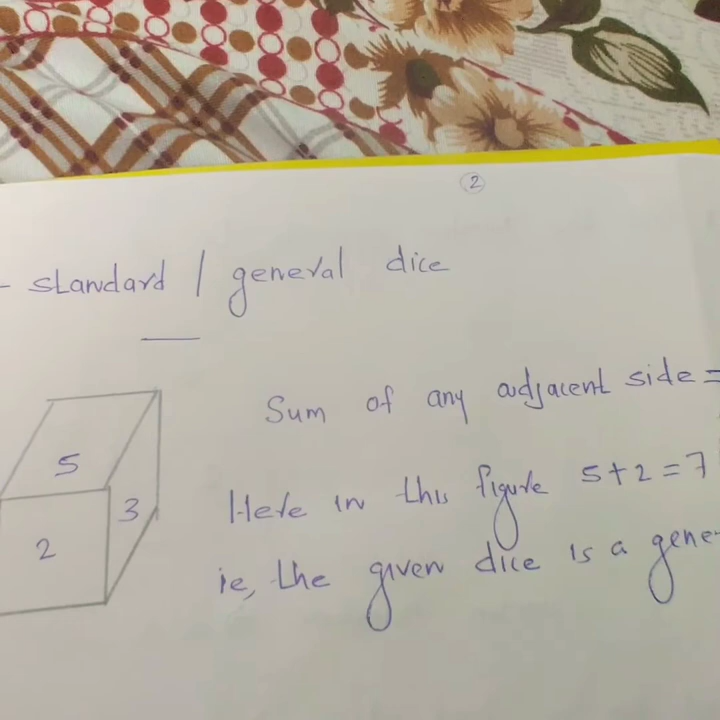 2
- standard / general dice
Sum of any adjacent side =
5
Here in this figure 5+2=7
3
2
ie, the given dice is a gene